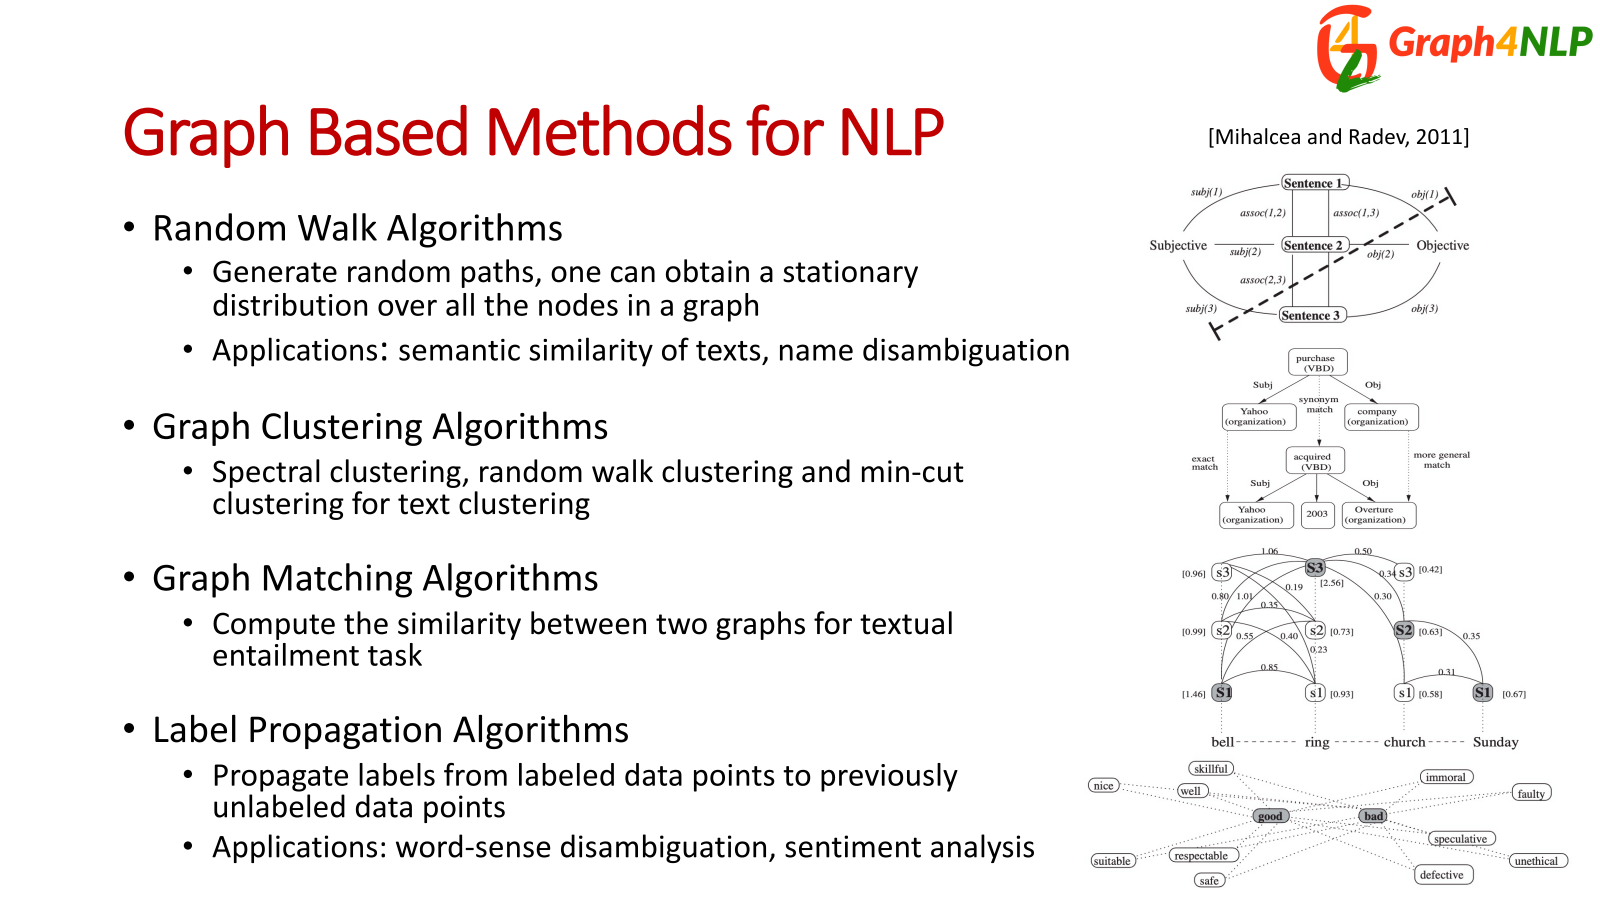 Graph4NLP
Graph Based Methods for NLP
[Mihalcea and Radev, 2011]
• Random Walk Algorithms
• Generate random paths, one can obtain a stationary
distribution over all the nodes in a graph
• Applications: semantic similarity of texts, name disambiguation
• Graph Clustering Algorithms
• Spectral clustering, random walk clustering and min-cut
clustering for text clustering
• Graph Matching Algorithms
• Compute the similarity between two graphs for textual
entailment task
• Label Propagation Algorithms
• Propagate labels from labeled data points to previously
unlabeled data points
• Applications: word-sense disambiguation, sentiment analysis
Sentence 1
subj(1)
obj(1)
assoc(1,2)
assoc(1,3)
Subjective
Sentence 2
Objective
subj(2)
obj(2)
assoc(2,3)
subj(3)
Sentence 3
obj(3)
purchase
(VBD)
Subj
Obj
synonym
match
Yahoo
(organization)
company
(organization)
exact
match
acquired
(VBD)
more general
match
Subj
Obj
Yahoo
(organization)
2003
Overture
(organization)
1.06
0.50
[0.96]
s3
S3
[2.56]
0.34
s3
[0.42]
0.19
0.80
1.01
0.35
0.30
[0.99]
s2
0.55
0.40
s2
[0.73]
S2
[0.63]
0.35
0.23
0.85
0.31
[1.46]
S1
s1
[0.93]
s1
[0.58]
S1
[0.67]
bell
ring
church
Sunday
skillful
nice
well
immoral
faulty
good
bad
speculative
suitable
respectable
unethical
safe
defective